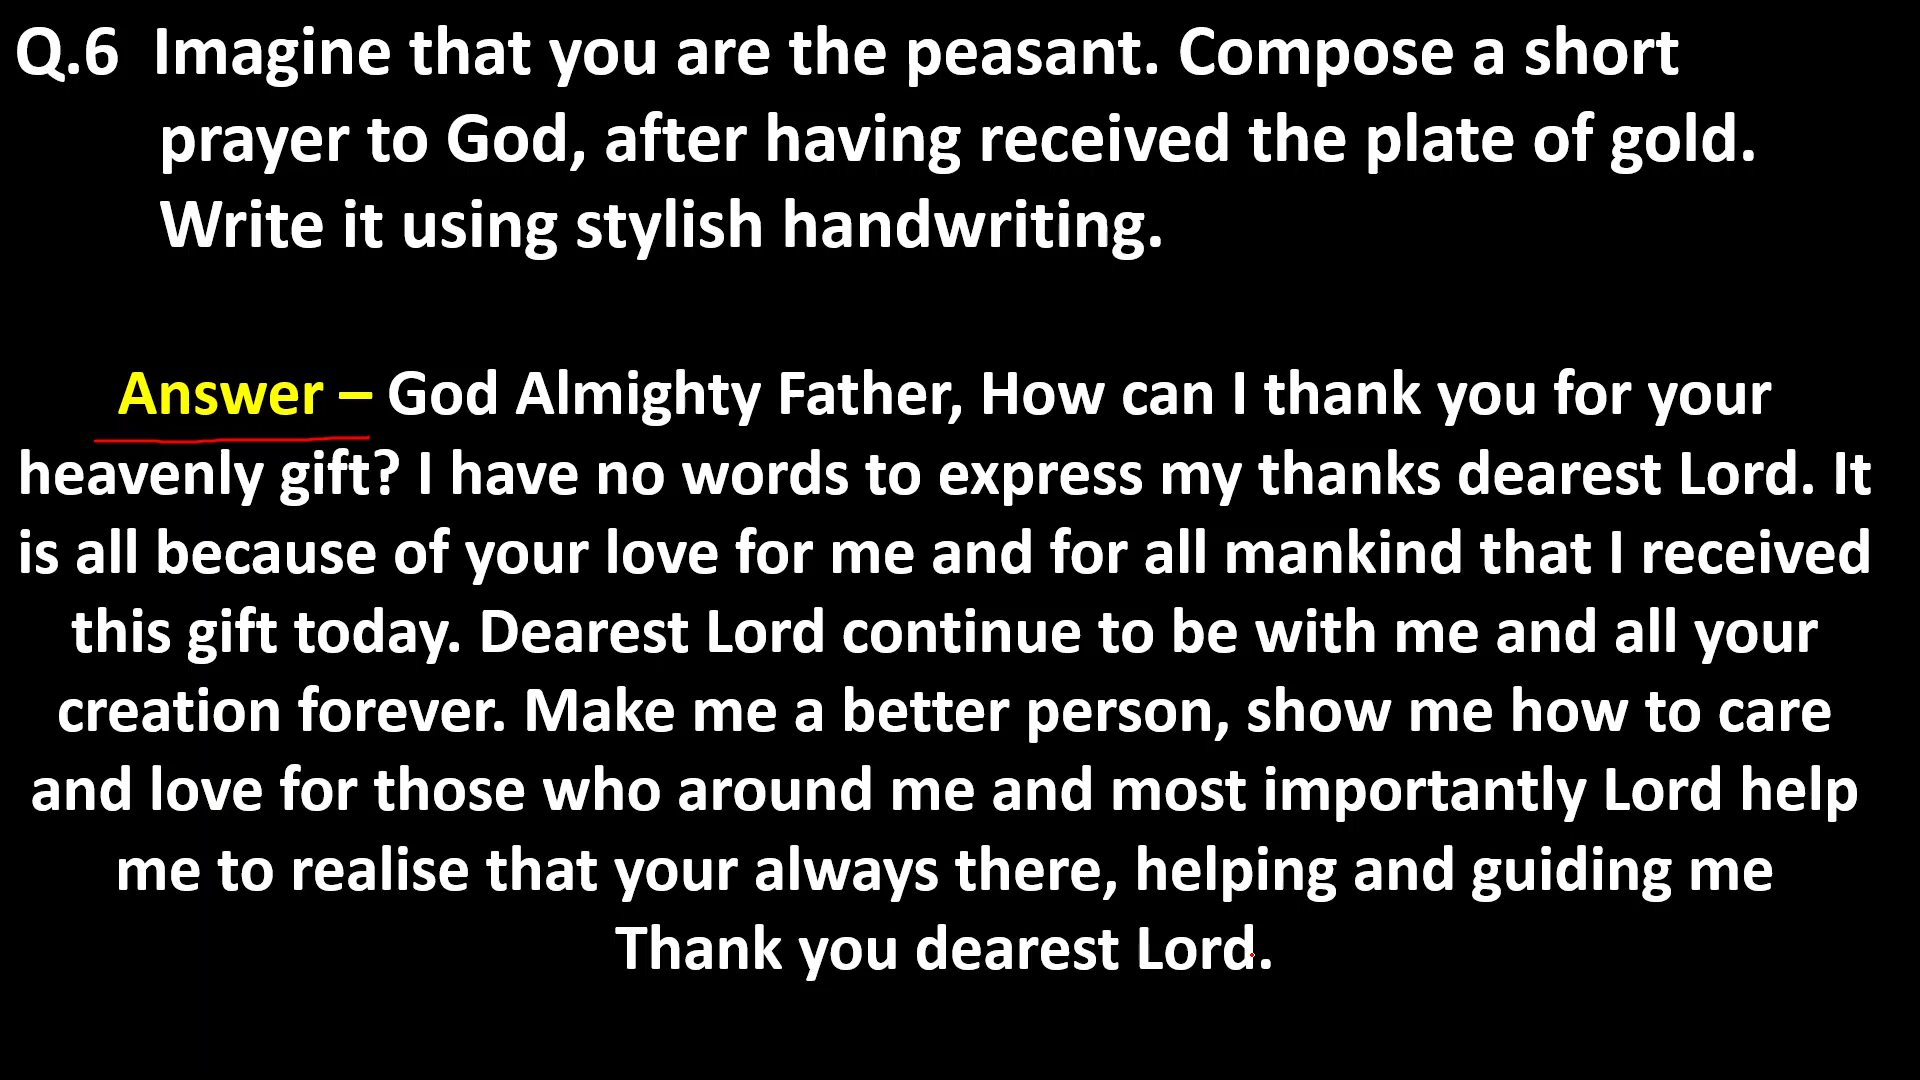 Q.6 Imagine that you are the peasant. Compose a short
prayer to God, after having received the plate of gold.
Write it using stylish handwriting.
Answer – God Almighty Father, How can I thank you for your
heavenly gift? I have no words to express my thanks dearest Lord. It
is all because of your love for me and for all mankind that I received
this gift today. Dearest Lord continue to be with me and all your
creation forever. Make me a better person, show me how to care
and love for those who around me and most importantly Lord help
me to realise that your always there, helping and guiding me
Thank you dearest Lord.